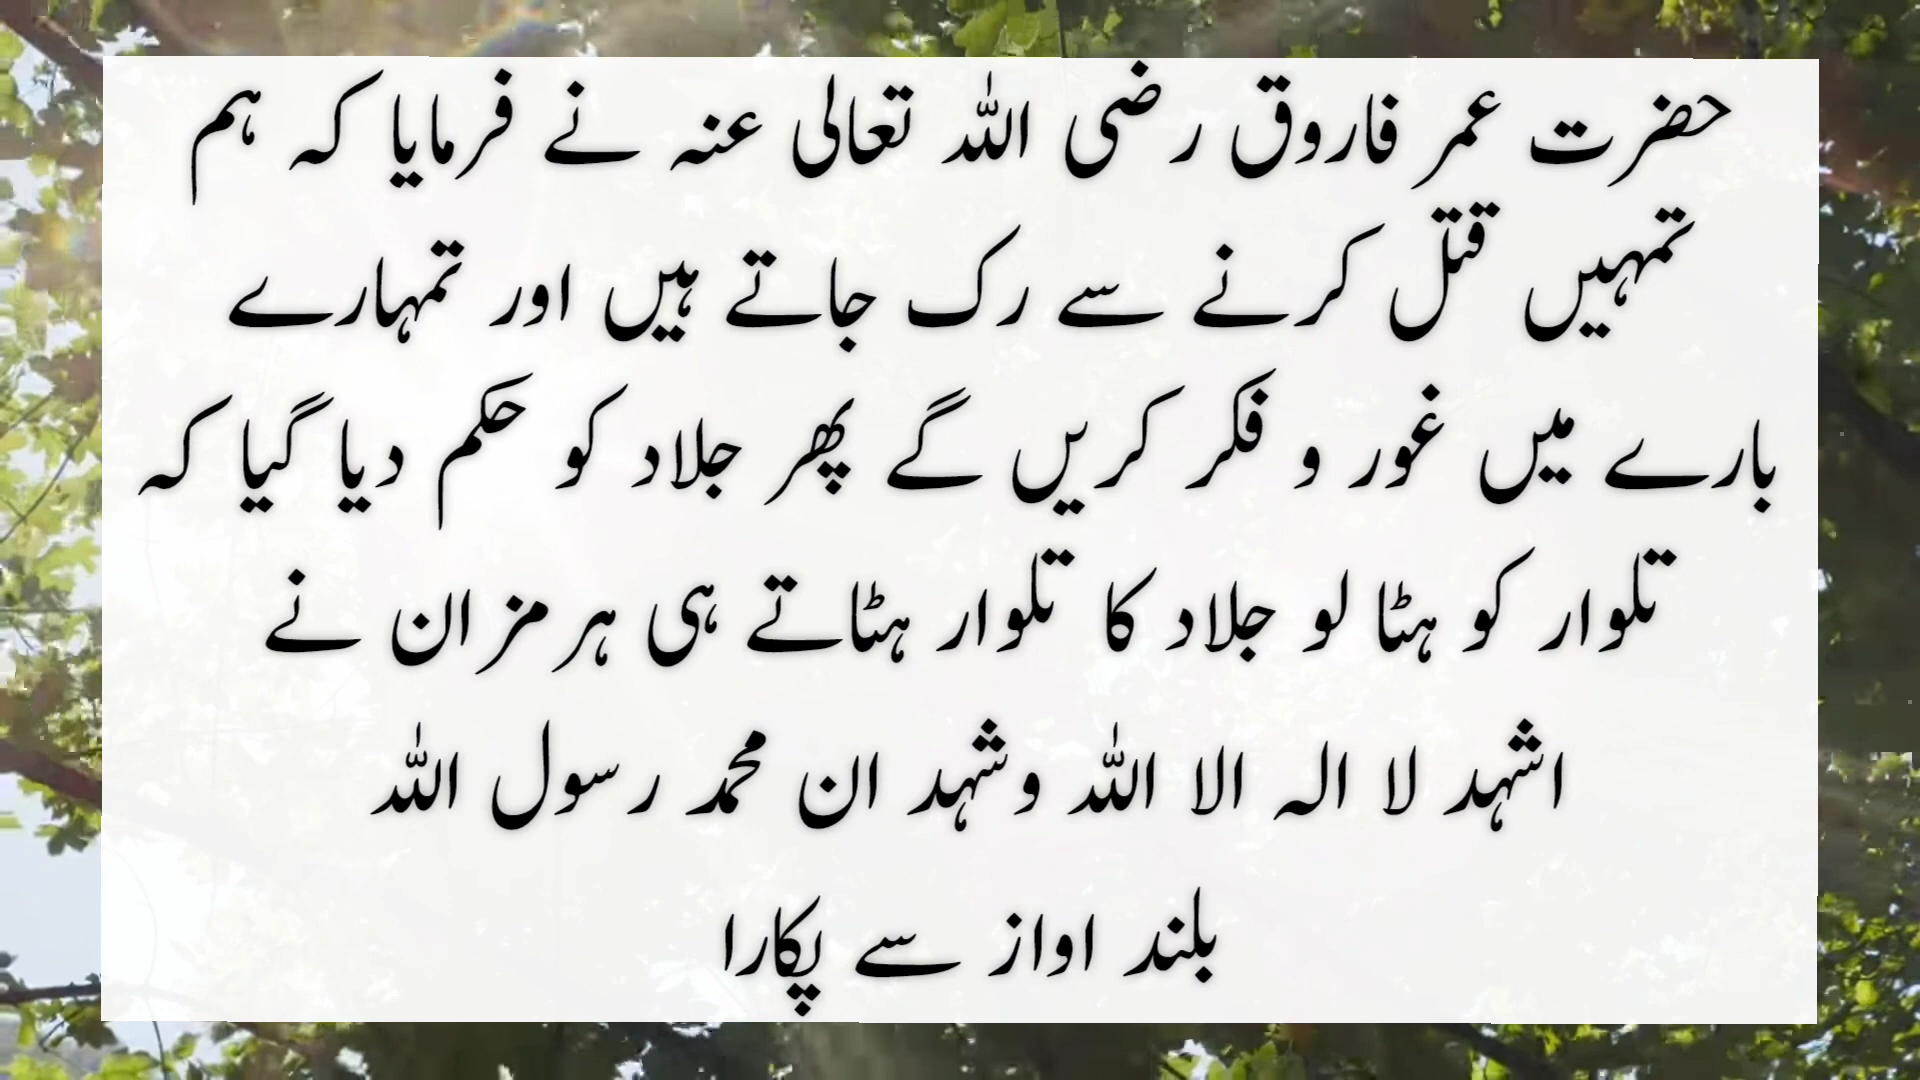 حضرت عمر فاروق رضی اللہ تعالی عنہ نے فرمایا کہ ہم
تمہیں قتل کرنے سے رک جاتے ہیں اور تمہارے
بارے میں غور و فکر کریں گے پھر جلاد کو حکم دیا گیا کہ
تلوار کو ہٹا لو جلاد کا تلوار ہٹاتے ہی ہرمزان نے
اشہد لا الہ الا اللہ وشہد ان محمد رسول اللہ
بلند اواز سے پکارا